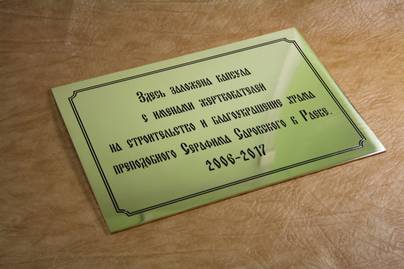 Здесь заложена капсула
с именами жертвователей
на строительство и благоукрашение храма
преподобного Серафима Саровского в Раеве.
2006-2017